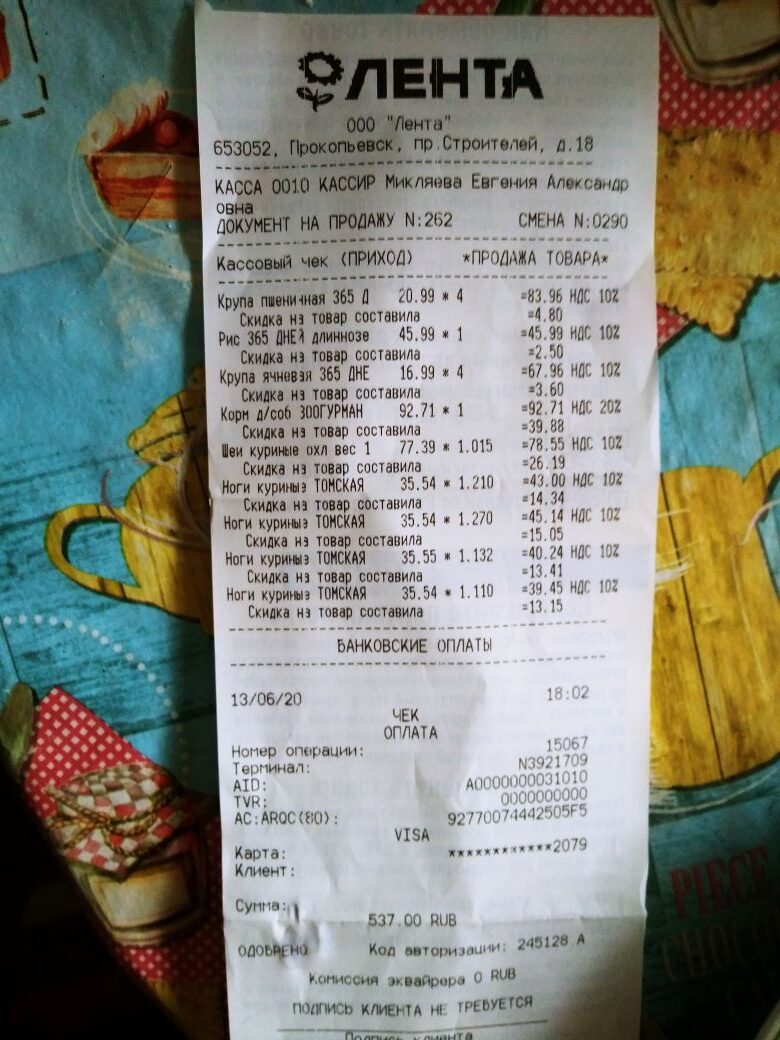 ЛЕНТА
ООО "Лента"
653052, Прокопьевск, пр.Строителей, д.18
КАССА 0010 КАССИР Микляева Евгения Александр
овна
ДОКУМЕНТ НА ПРОДАЖУ N:262 СМЕНА N:0290
Кассовый чек (ПРИХОД) *ПРОДАЖА ТОВАРА*
Крупа пшеничная 365 Д 20.99 * 4 =83.96 НДС 10%
Скидка на товар составила =4.80
Рис 365 ДНЕЙ длиннозе 45.99 * 1 =45.99 НДС 10%
Скидка на товар составила =2.50
Крупа ячневая 365 ДНЕ 16.99 * 4 =67.96 НДС 10%
Скидка на товар составила =3.60
Корм д/соб ЗООГУРМАН 92.71 * 1 =92.71 НДС 20%
Скидка на товар составила =39.88
Шеи куриные охл вес 1 77.39 * 1.015 =78.55 НДС 10%
Скидка на товар составила =26.19
Ноги куриные ТОМСКАЯ 35.54 * 1.210 =43.00 НДС 10%
Скидка на товар составила =14.34
Ноги куриные ТОМСКАЯ 35.54 * 1.270 =45.14 НДС 10%
Скидка на товар составила =15.05
Ноги куриные ТОМСКАЯ 35.55 * 1.132 =40.24 НДС 10%
Скидка на товар составила =13.41
Ноги куриные ТОМСКАЯ 35.54 * 1.110 =39.45 НДС 10%
Скидка на товар составила =13.15
БАНКОВСКИЕ ОПЛАТЫ
13/06/20 18:02
ЧЕК
ОПЛАТА
Номер операции: 15067
Терминал: N3921709
AID: A0000000031010
TVR: 0000000000
AC:ARQC(80): 92770074442505F5
VISA
Карта: ************2079
Клиент:
Сумма:
537.00 RUB
ОДОБРЕНО Код авторизации: 245128 A
Комиссия эквайрера 0 RUB
ПОДПИСЬ КЛИЕНТА НЕ ТРЕБУЕТСЯ
Подпись клиента
PIECE
CHOCO